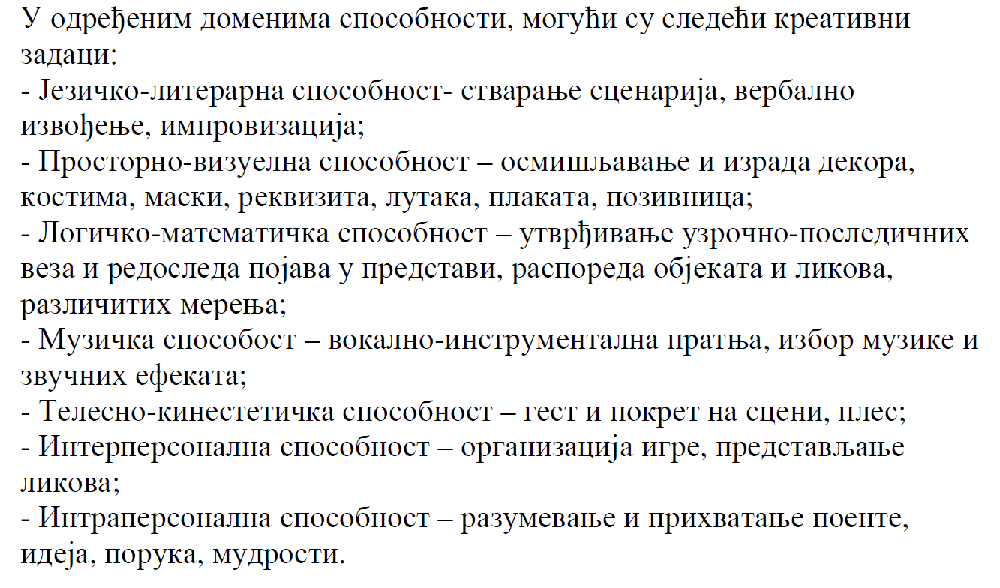 У одређеним доменима способности, могући су следећи креативни
задаци:
- Језичко-литерарна способност- стварање сценарија, вербално
извођење, импровизација;
- Просторно-визуелна способност – осмишљавање и израда декора,
костима, маски, реквизита, лутака, плаката, позивница;
- Логичко-математичка способност – утврђивање узрочно-последичних
веза и редоследа појава у представи, распореда објеката и ликова,
различитих мерења;
- Музичка способост – вокално-инструментална пратња, избор музике и
звучних ефеката;
- Телесно-кинестетичка способност – гест и покрет на сцени, плес;
- Интерперсонална способност – организација игре, представљање
ликова;
- Интраперсонална способност – разумевање и прихватање поенте,
идеја, порука, мудрости.